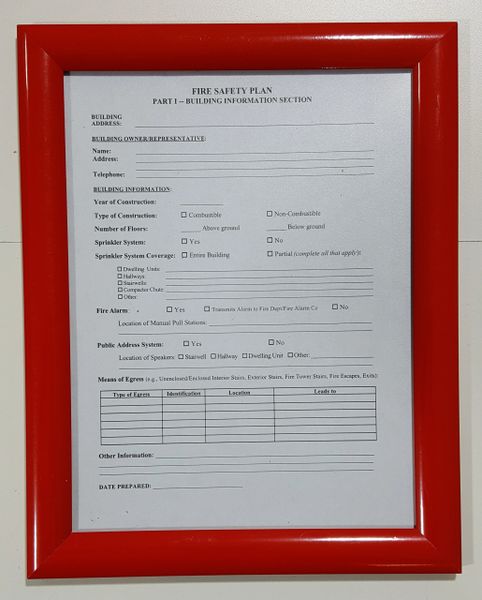 FIRE SAFETY PLAN
PART I -- BUILDING INFORMATION SECTION
BUILDING
ADDRESS:
BUILDING OWNER/REPRESENTATIVE:
Name:
Address:
Telephone:
BUILDING INFORMATION:
Year of Construction:
Type of Construction: ☐ Combustible ☐ Non-Combustible
Number of Floors: _____ Above ground _____ Below ground
Sprinkler System: ☐ Yes ☐ No
Sprinkler System Coverage: ☐ Entire Building ☐ Partial (complete all that apply):
☐ Dwelling Units:
☐ Hallways:
☐ Stairwells:
☐ Compactor Chute:
☐ Other:
Fire Alarm: ☐ Yes ☐ Transmits Alarm to Fire Dept/Fire Alarm Co ☐ No
Location of Manual Pull Stations:
Public Address System: ☐ Yes ☐ No
Location of Speakers: ☐ Stairwell ☐ Hallway ☐ Dwelling Unit ☐ Other:
Means of Egress (e.g., Unenclosed/Enclosed Interior Stairs, Exterior Stairs, Fire Tower Stairs, Fire Escapes, Exits):
Type of Egress Identification Location Leads to
Other Information:
DATE PREPARED: